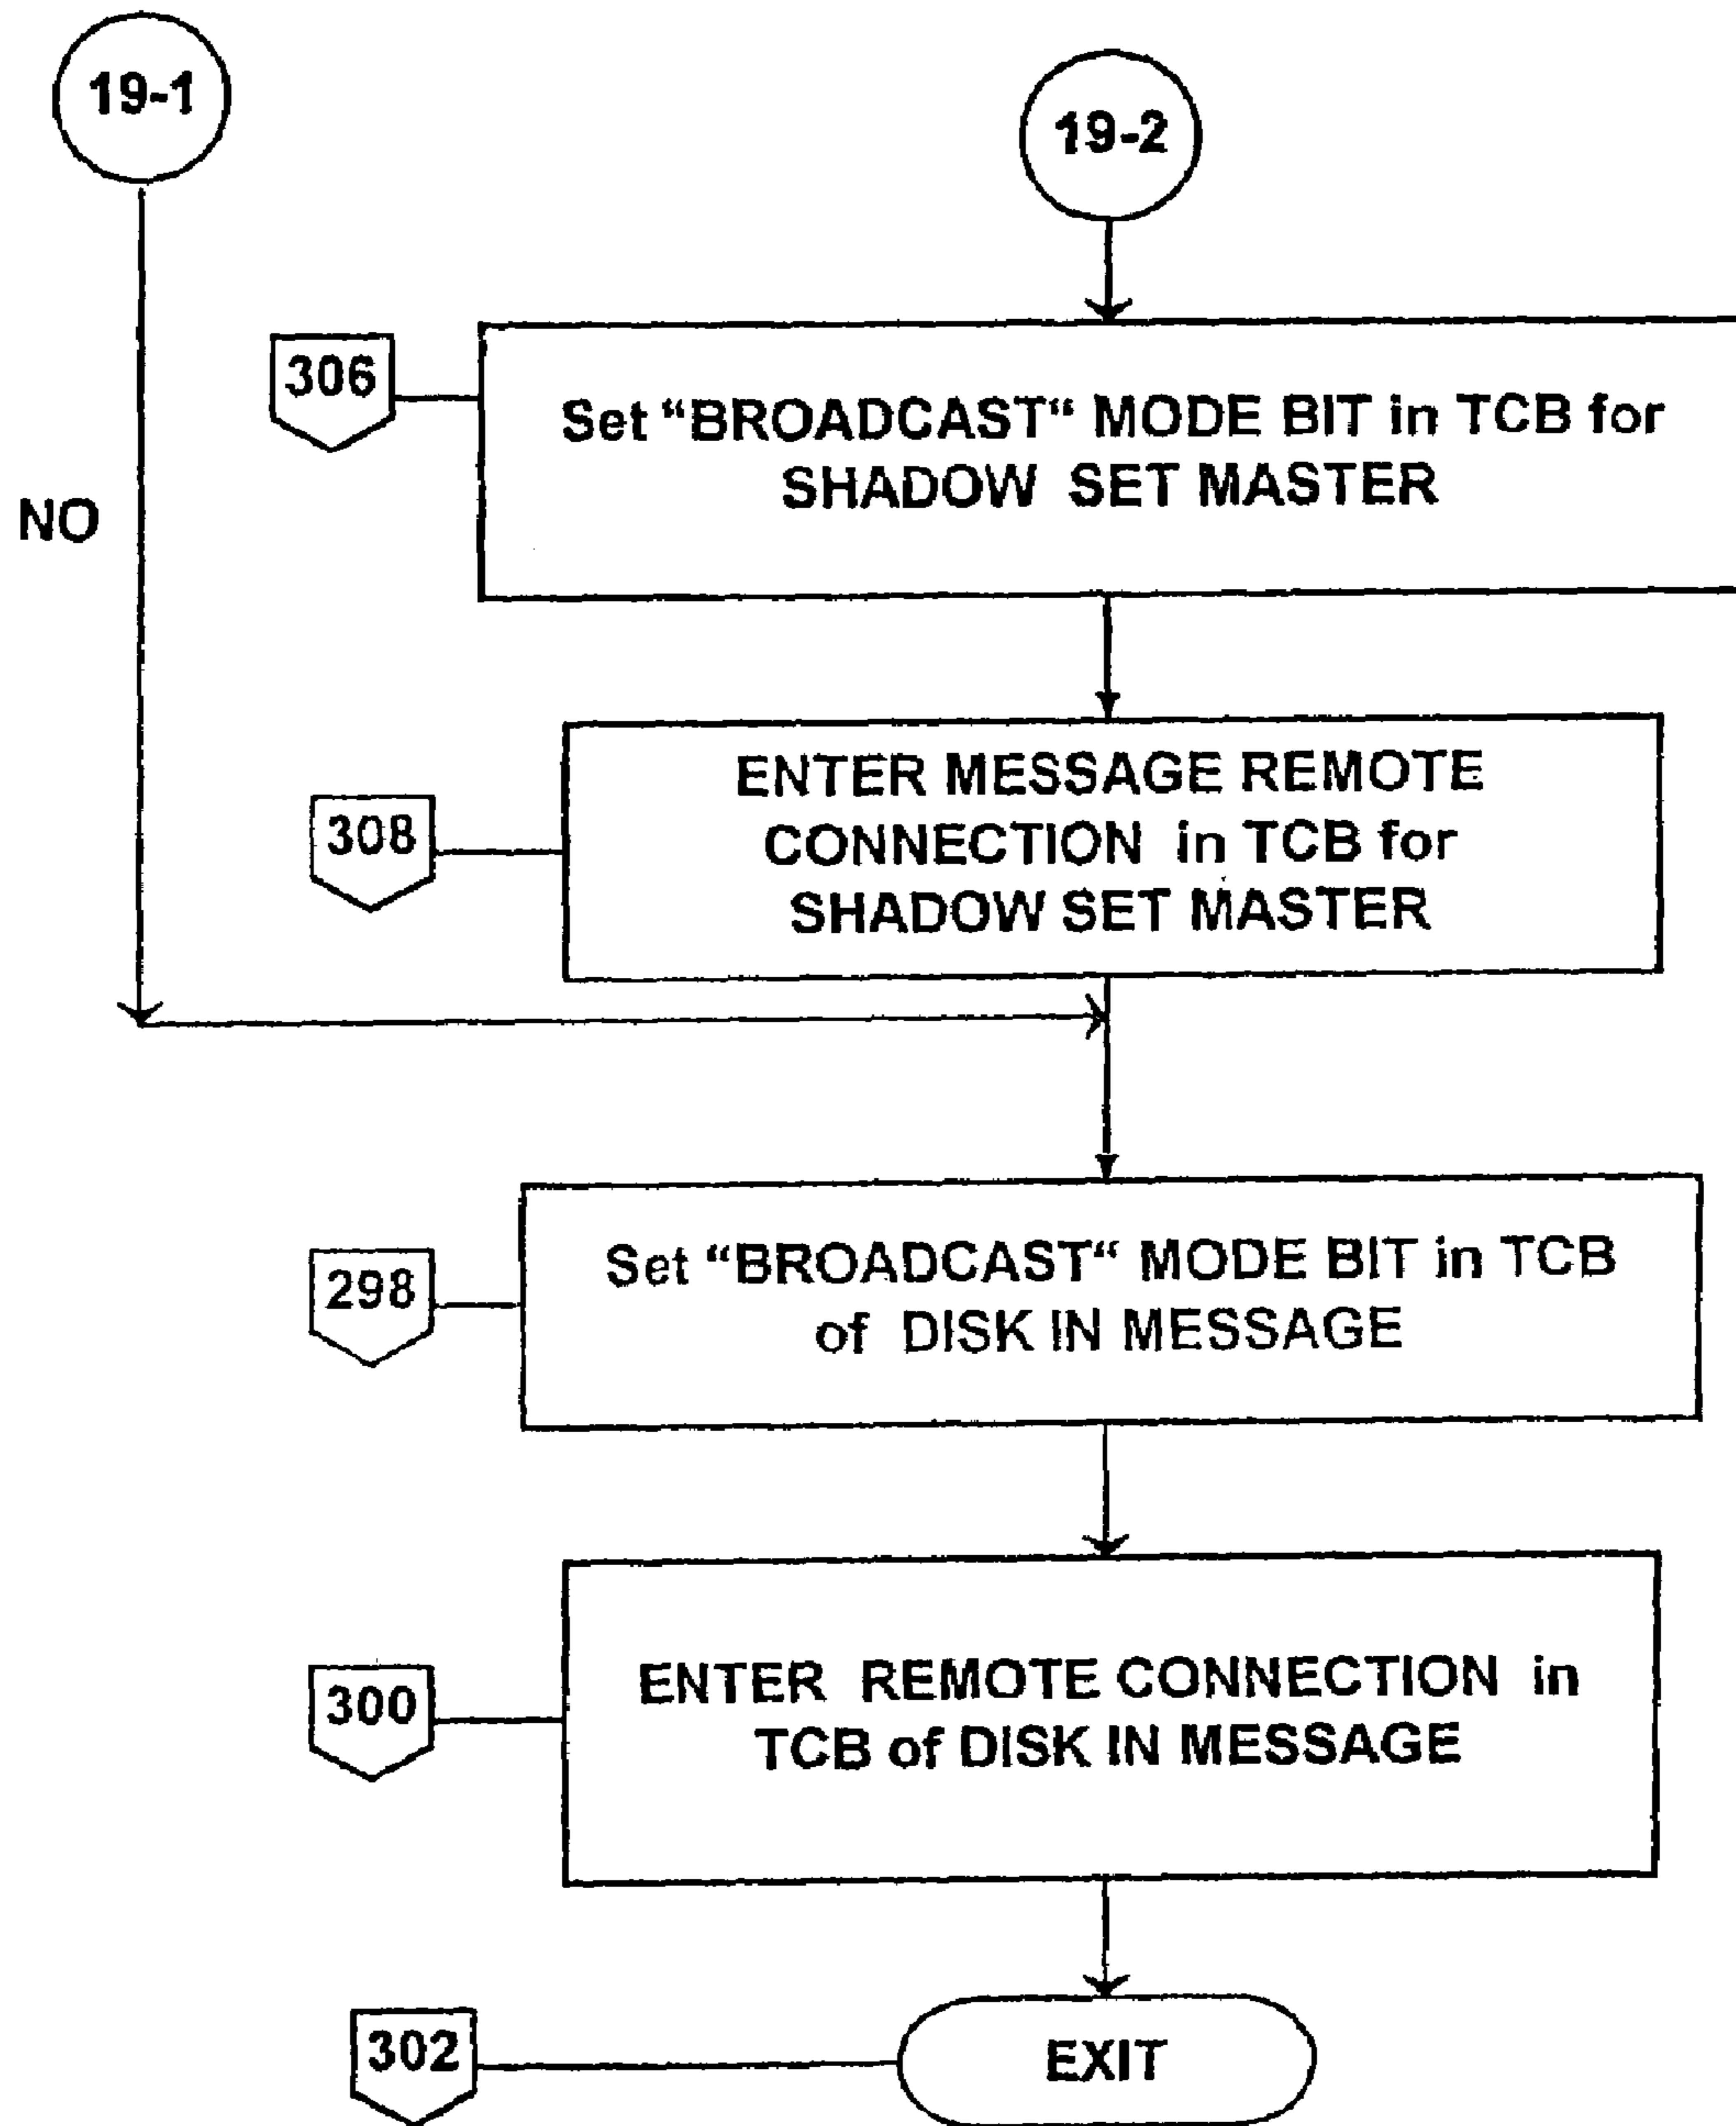 19-1
19-2
306
Set “BROADCAST“ MODE BIT in TCB for
SHADOW SET MASTER
NO
308
ENTER MESSAGE REMOTE
CONNECTION in TCB for
SHADOW SET MASTER
298
Set “BROADCAST“ MODE BIT in TCB
of DISK IN MESSAGE
300
ENTER REMOTE CONNECTION in
TCB of DISK IN MESSAGE
302
EXIT